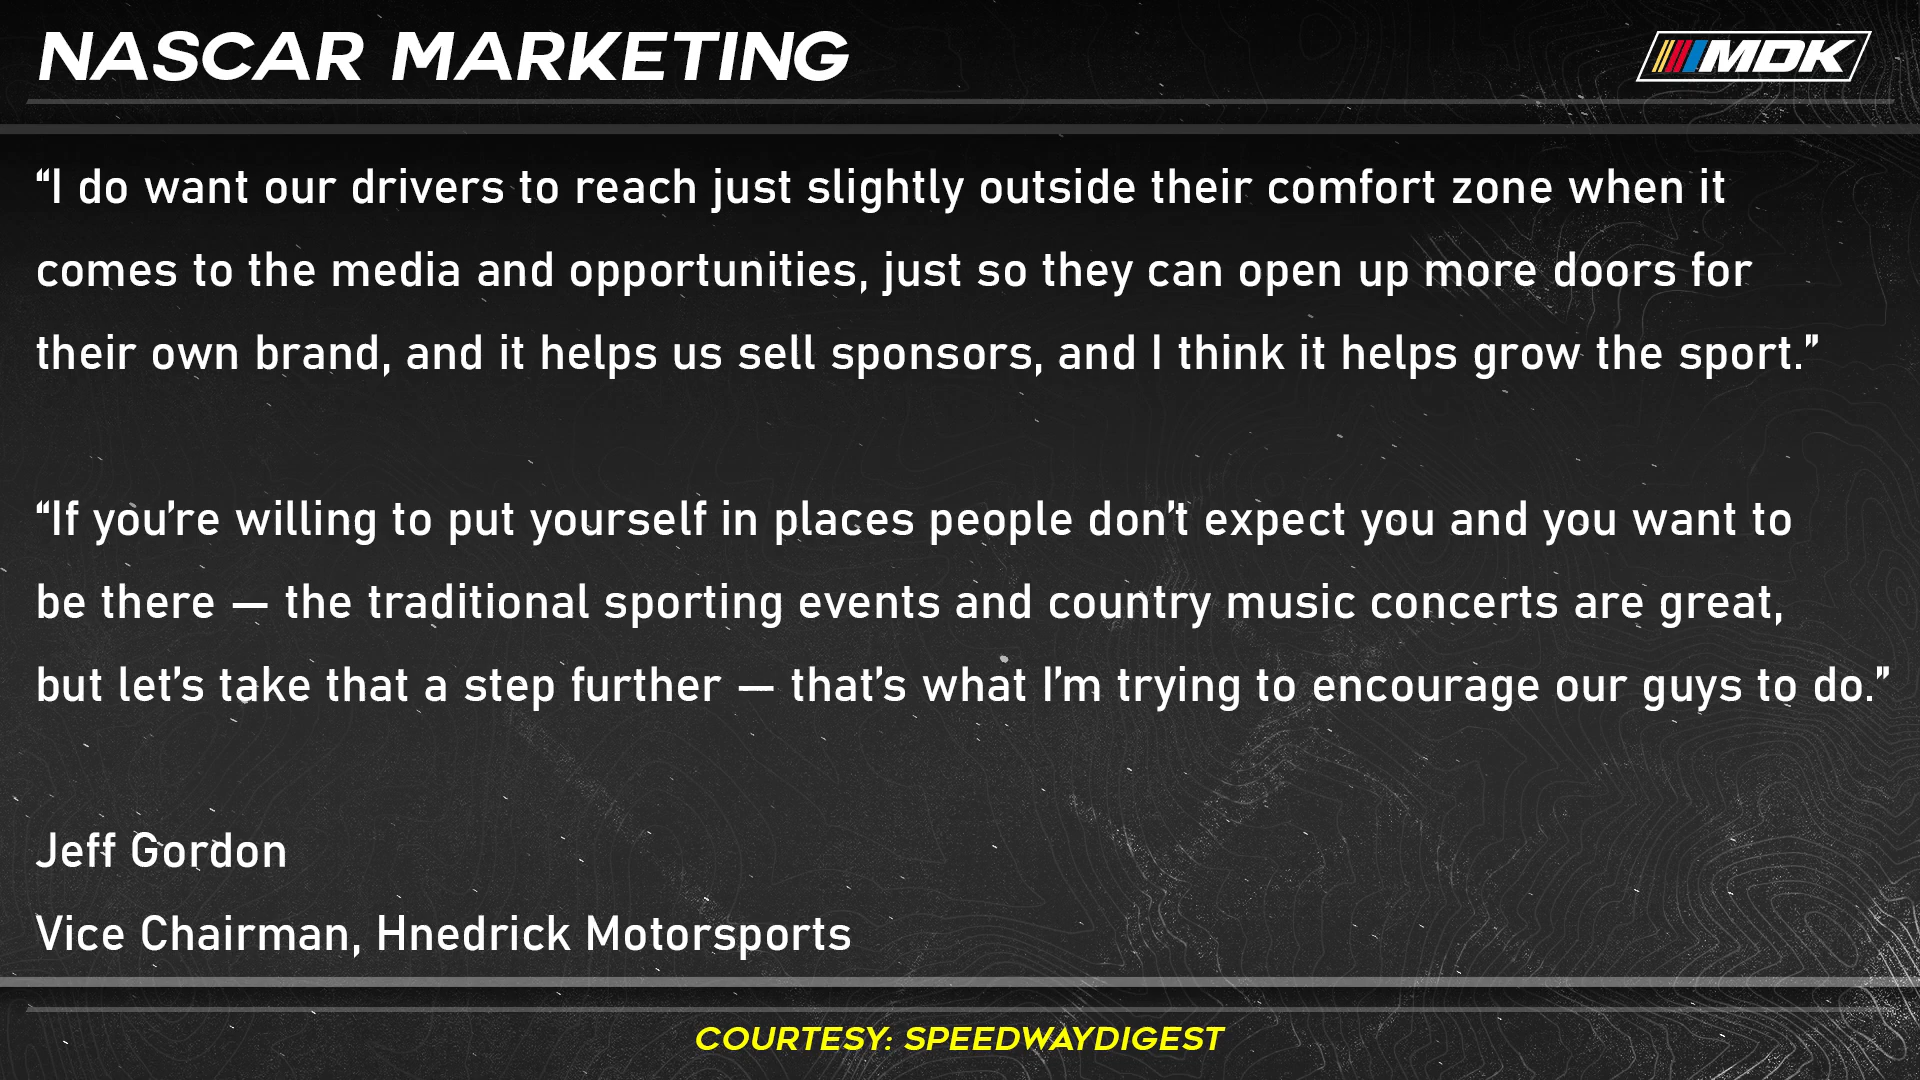 NASCAR MARKETING
MDK
“I do want our drivers to reach just slightly outside their comfort zone when it
comes to the media and opportunities, just so they can open up more doors for
their own brand, and it helps us sell sponsors, and I think it helps grow the sport.”
“If you’re willing to put yourself in places people don’t expect you and you want to
be there — the traditional sporting events and country music concerts are great,
but let’s take that a step further — that’s what I’m trying to encourage our guys to do.”
Jeff Gordon
Vice Chairman, Hnedrick Motorsports
COURTESY: SPEEDWAYDIGEST